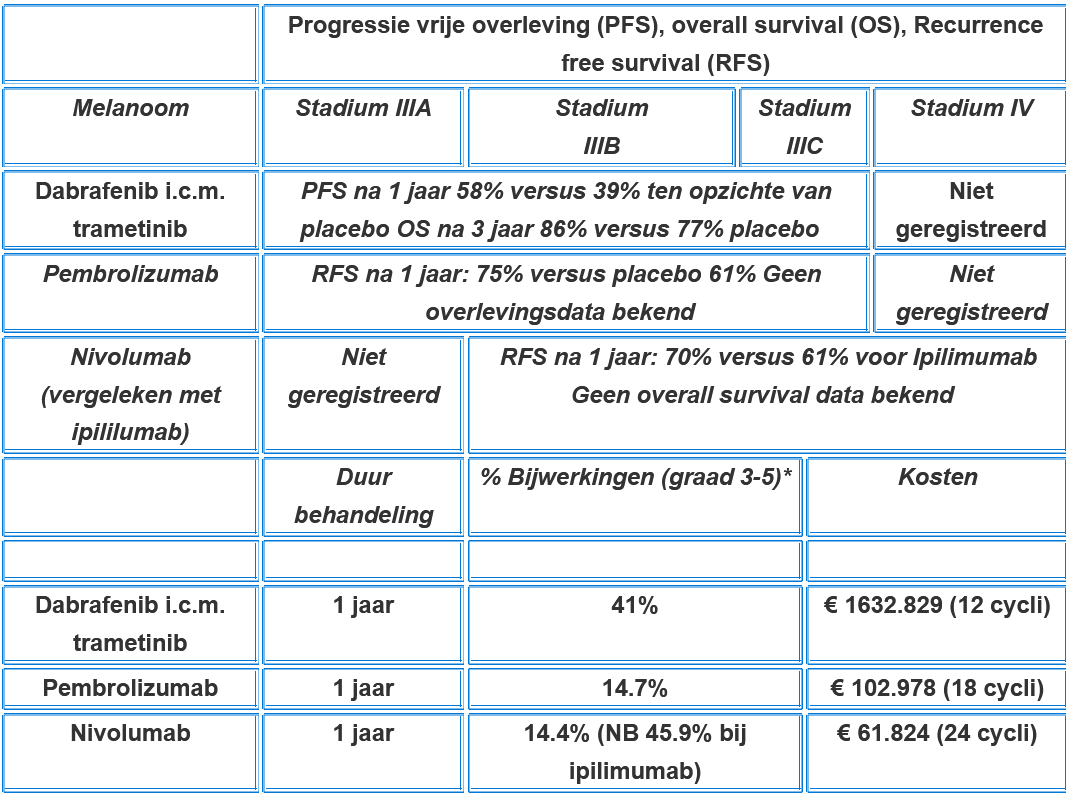 Progressie vrije overleving (PFS), overall survival (OS), Recurrence
free survival (RFS)
Melanoom
Stadium IIIA
Stadium
IIIB
Stadium
IIIC
Stadium IV
Dabrafenib i.c.m.
trametinib
PFS na 1 jaar 58% versus 39% ten opzichte van
placebo OS na 3 jaar 86% versus 77% placebo
Niet
geregistreerd
Pembrolizumab
RFS na 1 jaar: 75% versus placebo 61% Geen
overlevingsdata bekend
Niet
geregistreerd
Nivolumab
(vergeleken met
ipililumab)
Niet
geregistreerd
RFS na 1 jaar: 70% versus 61% voor Ipilimumab
Geen overall survival data bekend
Duur
behandeling
% Bijwerkingen (graad 3-5)*
Kosten
Dabrafenib i.c.m.
trametinib
1 jaar
41%
€ 1632.829 (12 cycli)
Pembrolizumab
1 jaar
14.7%
€ 102.978 (18 cycli)
Nivolumab
1 jaar
14.4% (NB 45.9% bij
ipilimumab)
€ 61.824 (24 cycli)